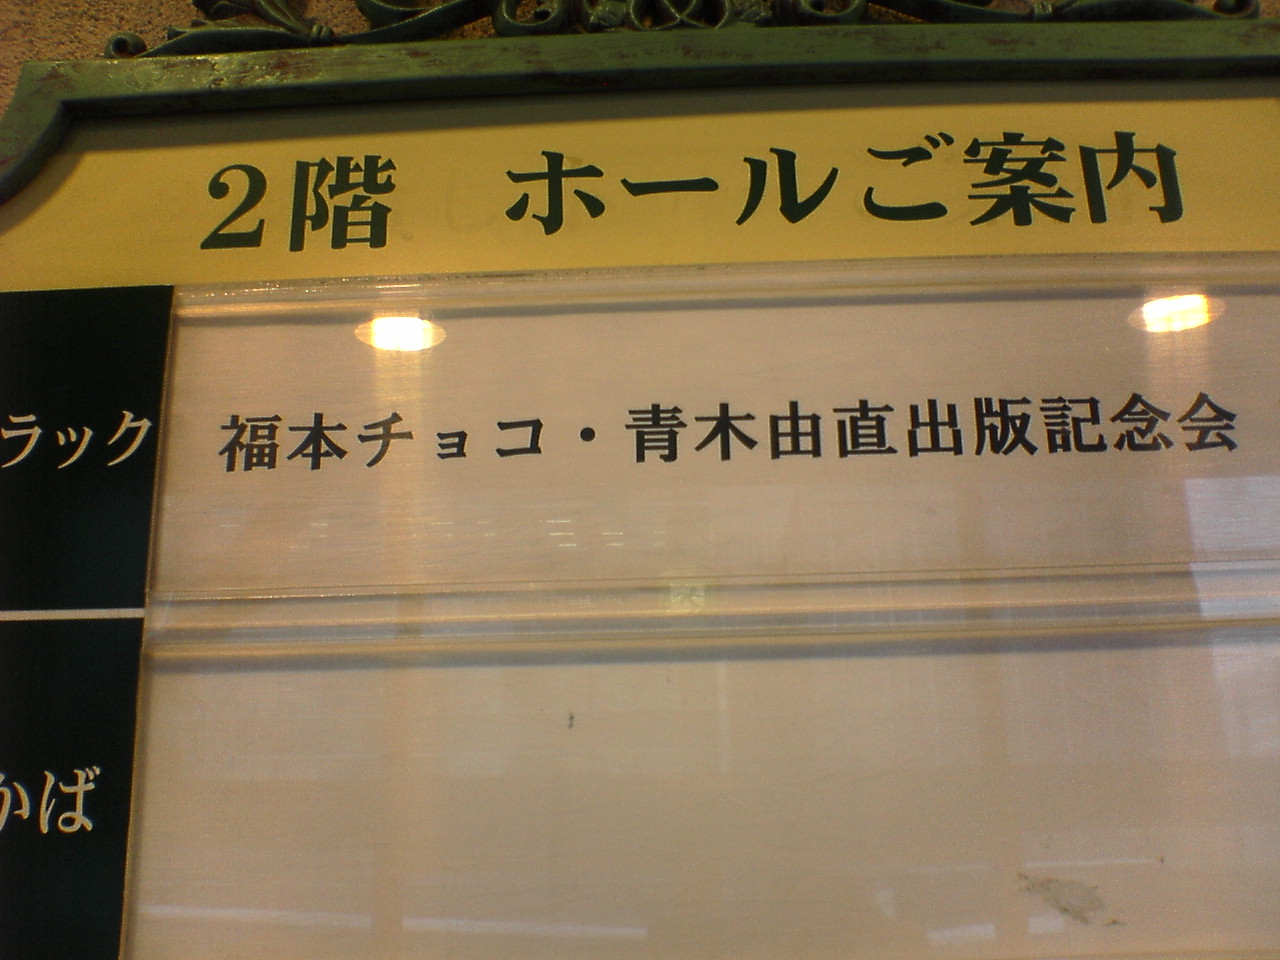 2階 ホールご案内
ラック
福本チョコ・青木由直出版記念会
かば